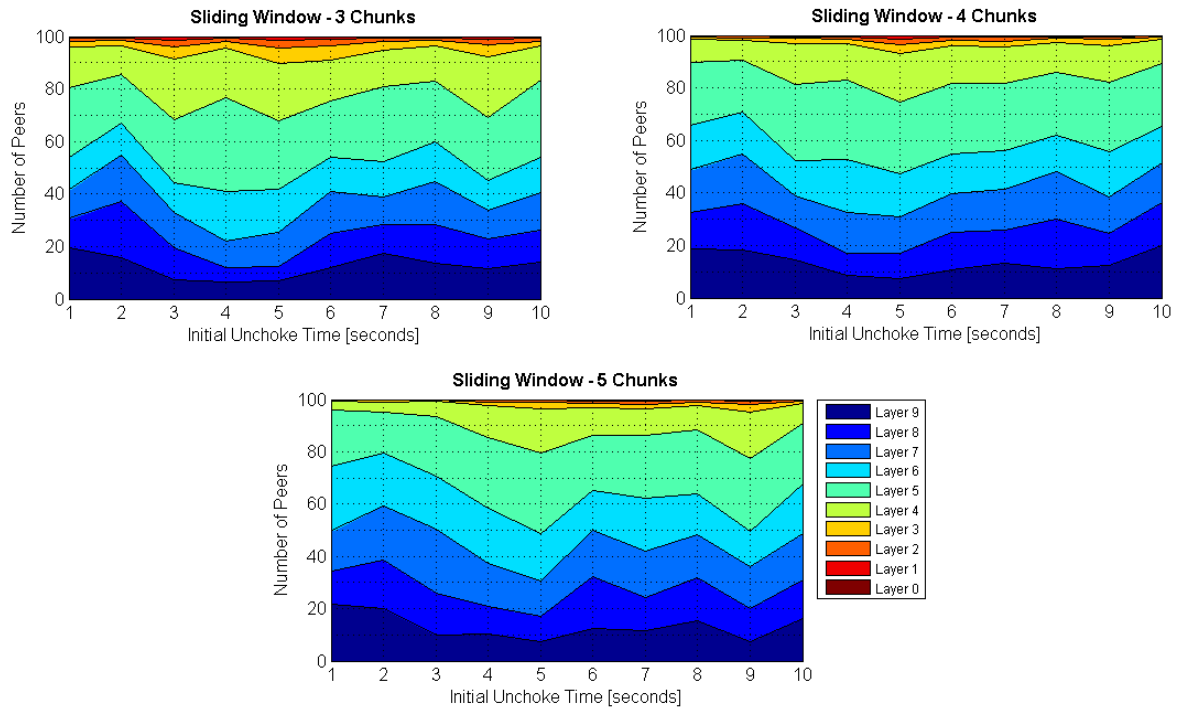 Sliding Window - 3 Chunks
Number of Peers
100
80
60
40
20
0
1 2 3 4 5 6 7 8 9 10
Initial Unchoke Time [seconds]
Sliding Window - 4 Chunks
Number of Peers
100
80
60
40
20
0
1 2 3 4 5 6 7 8 9 10
Initial Unchoke Time [seconds]
Sliding Window - 5 Chunks
Number of Peers
100
80
60
40
20
0
1 2 3 4 5 6 7 8 9 10
Initial Unchoke Time [seconds]
Layer 9
Layer 8
Layer 7
Layer 6
Layer 5
Layer 4
Layer 3
Layer 2
Layer 1
Layer 0